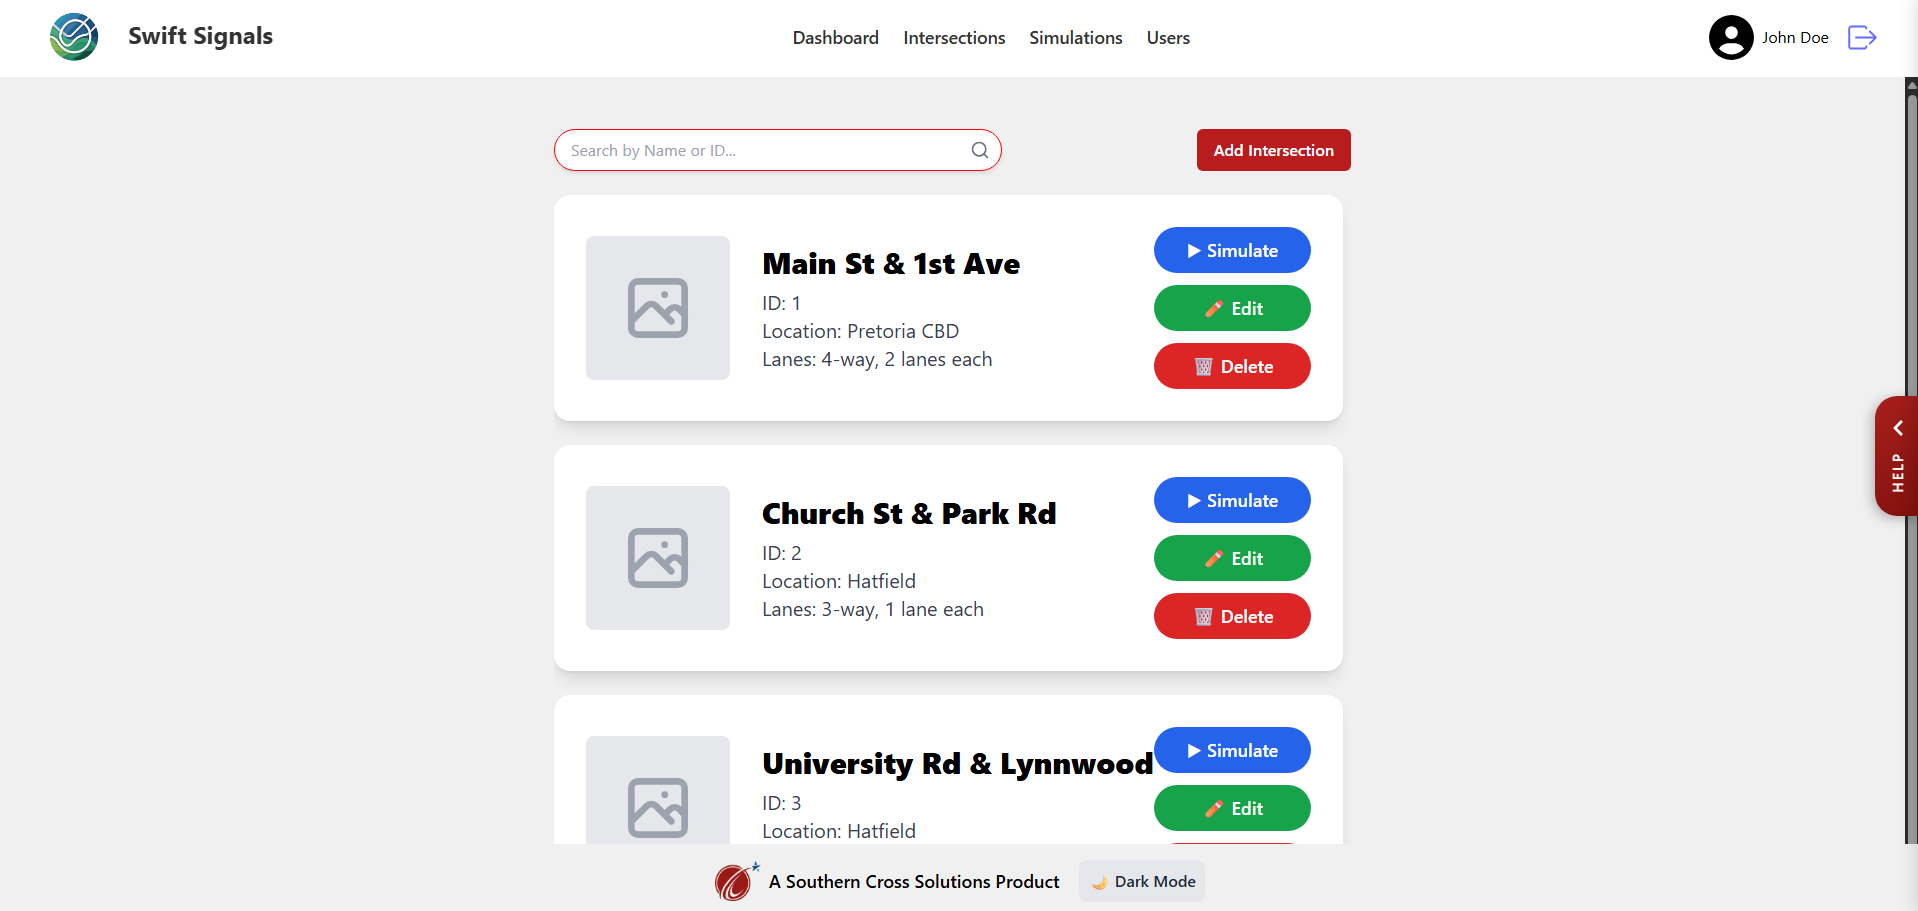 Swift Signals
Dashboard Intersections Simulations Users
John Doe
Search by Name or ID...
Add Intersection
Main St & 1st Ave
ID: 1
Location: Pretoria CBD
Lanes: 4-way, 2 lanes each
▶ Simulate
Edit
Delete
Church St & Park Rd
ID: 2
Location: Hatfield
Lanes: 3-way, 1 lane each
▶ Simulate
Edit
Delete
University Rd & Lynnwood
ID: 3
Location: Hatfield
▶ Simulate
Edit
HELP
A Southern Cross Solutions Product
Dark Mode